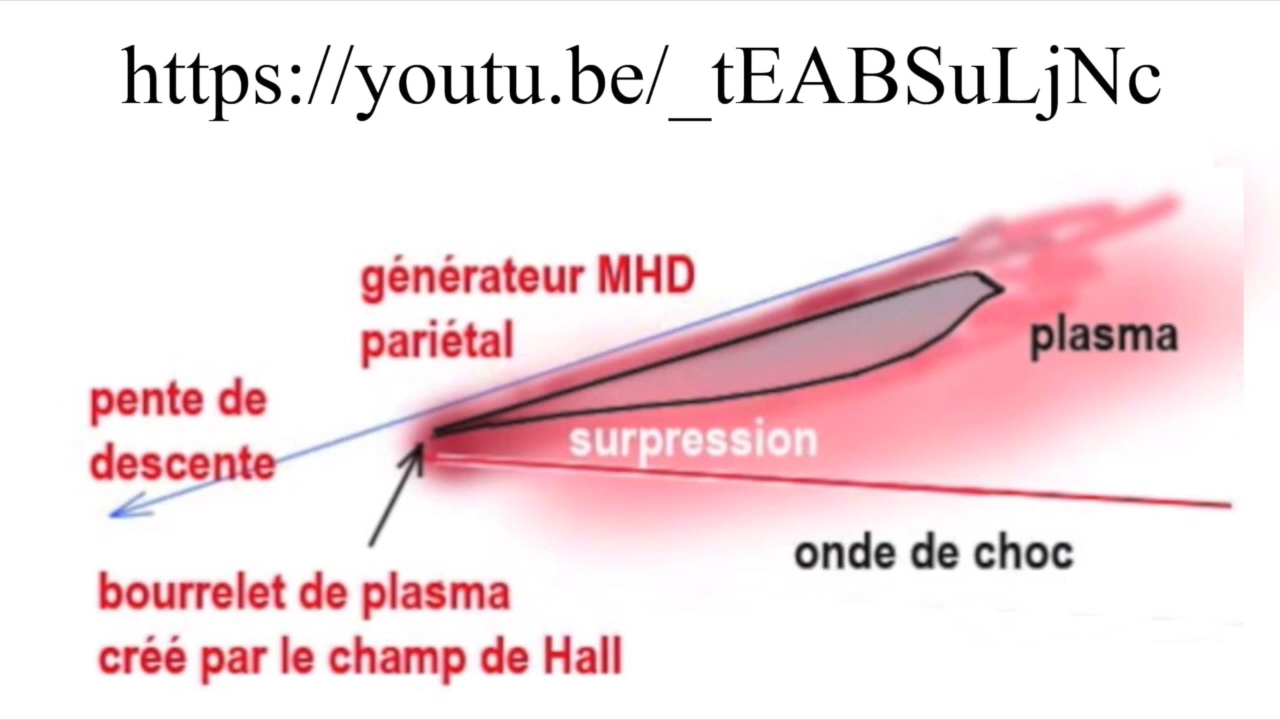 https://youtu.be/_tEABSuLjNc
générateur MHD
pariétal
plasma
pente de
descente
surpression
onde de choc
bourrelet de plasma
créé par le champ de Hall